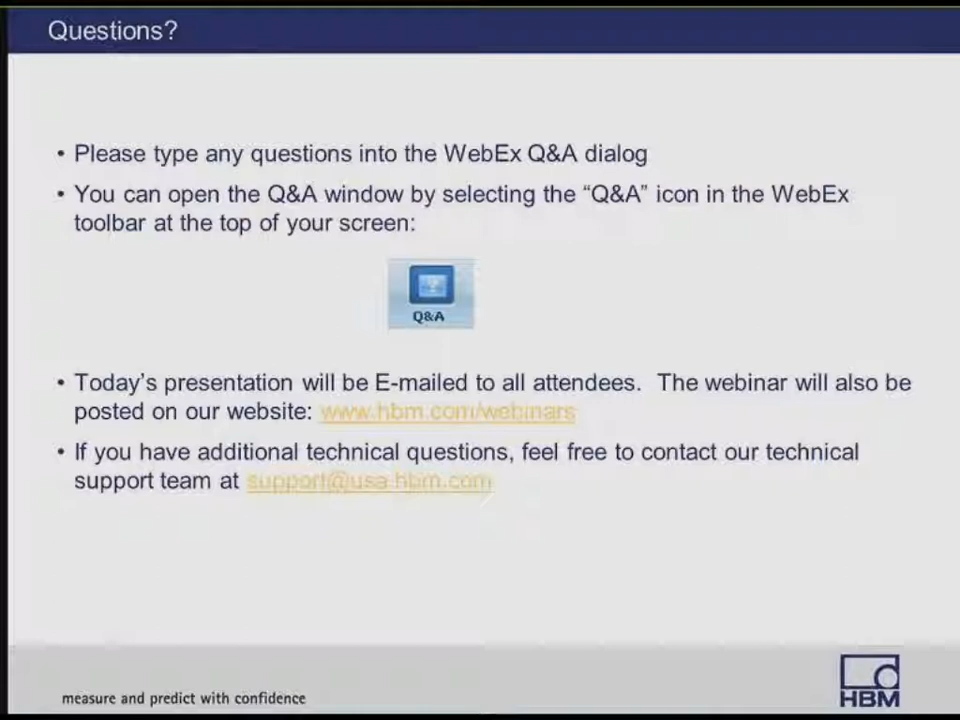 Questions?
• Please type any questions into the WebEx Q&A dialog
• You can open the Q&A window by selecting the “Q&A” icon in the WebEx
toolbar at the top of your screen:
Q&A
• Today’s presentation will be E-mailed to all attendees. The webinar will also be
posted on our website: www.hbm.com/webinars
• If you have additional technical questions, feel free to contact our technical
support team at support@usa.hbm.com
measure and predict with confidence
HBM